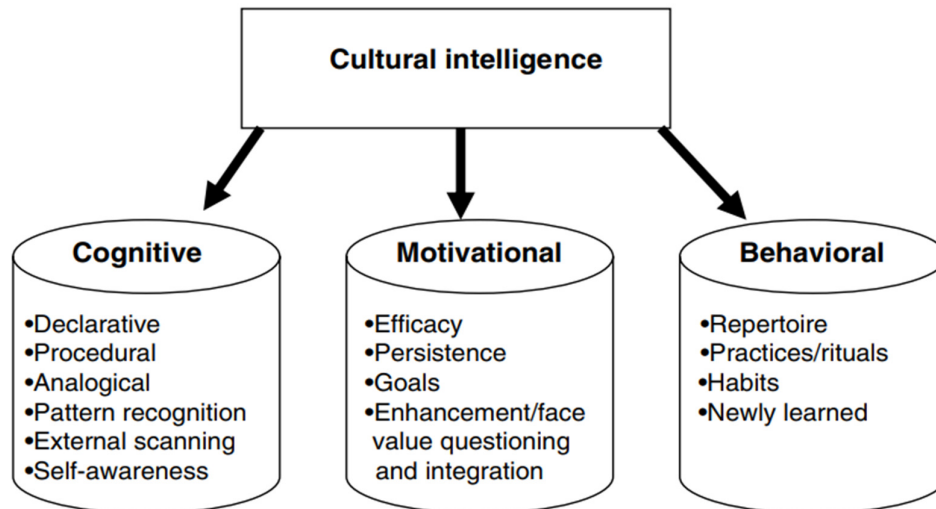 Cultural intelligence
Cognitive
•Declarative
•Procedural
•Analogical
•Pattern recognition
•External scanning
•Self-awareness
Motivational
•Efficacy
•Persistence
•Goals
•Enhancement/face
value questioning
and integration
Behavioral
•Repertoire
•Practices/rituals
•Habits
•Newly learned